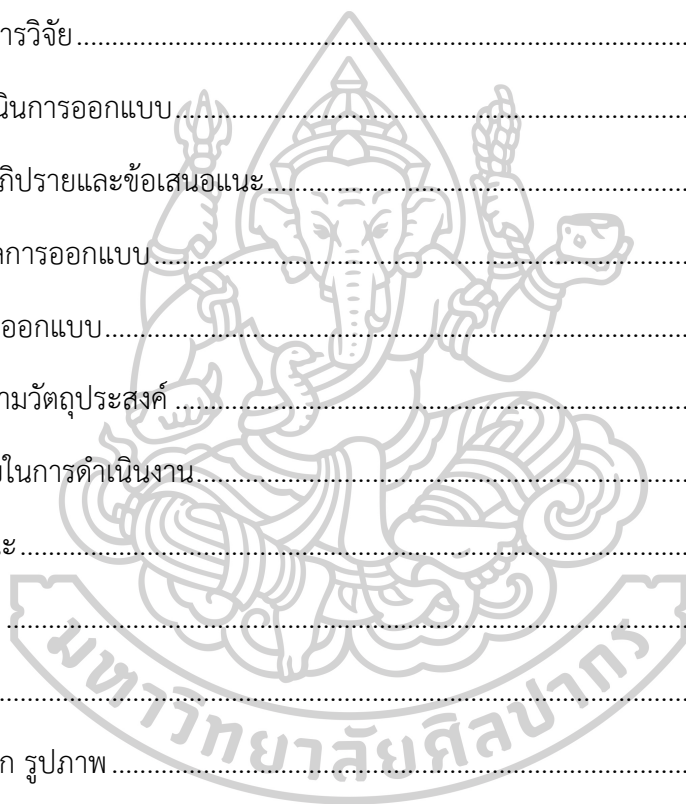 ารวิจัย
นินการออกแบบ
ภิปรายและข้อเสนอแนะ
การออกแบบ
ออกแบบ
ามวัตถุประสงค์
ในการดำเนินงาน
ะ
ก รูปภาพ
มหาวิทยาลัยศิลปากร